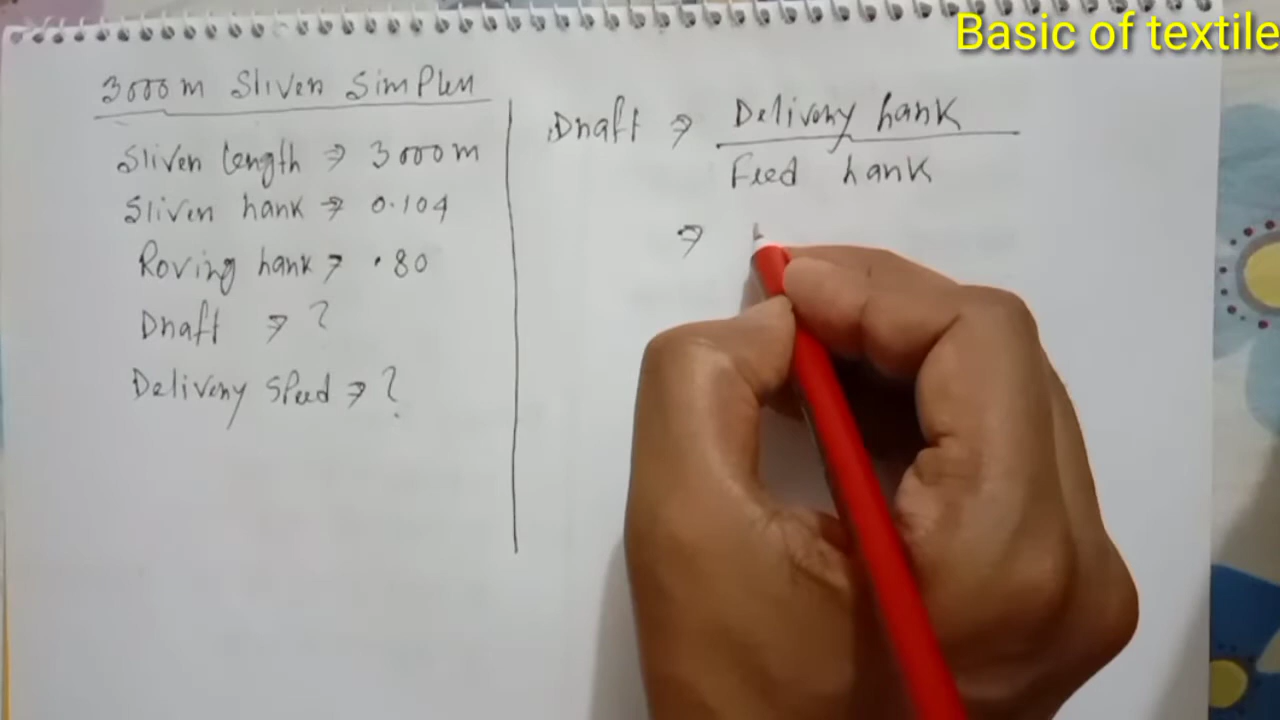 Basic of textile
3000m Sliver Simplex
Sliver length → 3000m
Sliver hank → 0.104
Roving hank → .80
Draft → ?
Delivery Speed → ?
Draft → Delivery hank
Feed hank
→